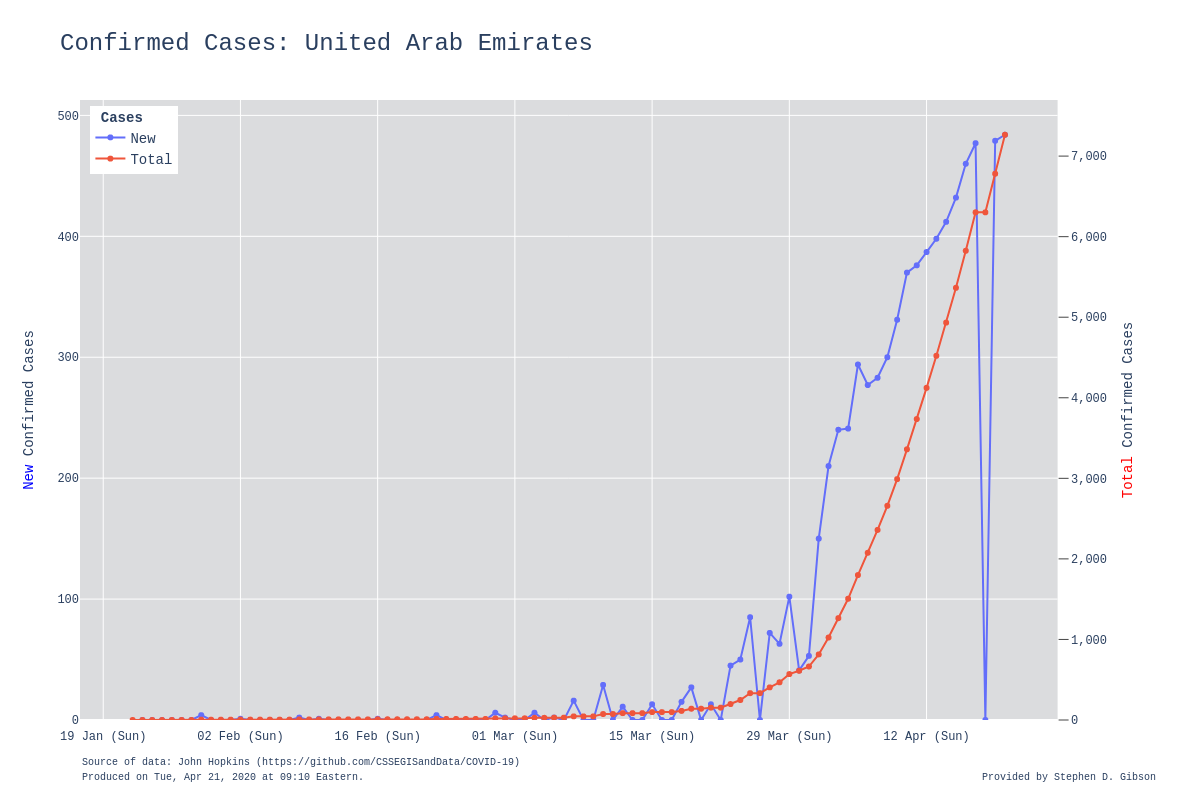 Confirmed Cases: United Arab Emirates
Cases
New
Total
500
400
300
200
100
0
7,000
6,000
5,000
4,000
3,000
2,000
1,000
0
New Confirmed Cases
Total Confirmed Cases
19 Jan (Sun)
02 Feb (Sun)
16 Feb (Sun)
01 Mar (Sun)
15 Mar (Sun)
29 Mar (Sun)
12 Apr (Sun)
Source of data: John Hopkins (https://github.com/CSSEGISandData/COVID-19)
Produced on Tue, Apr 21, 2020 at 09:10 Eastern.
Provided by Stephen D. Gibson